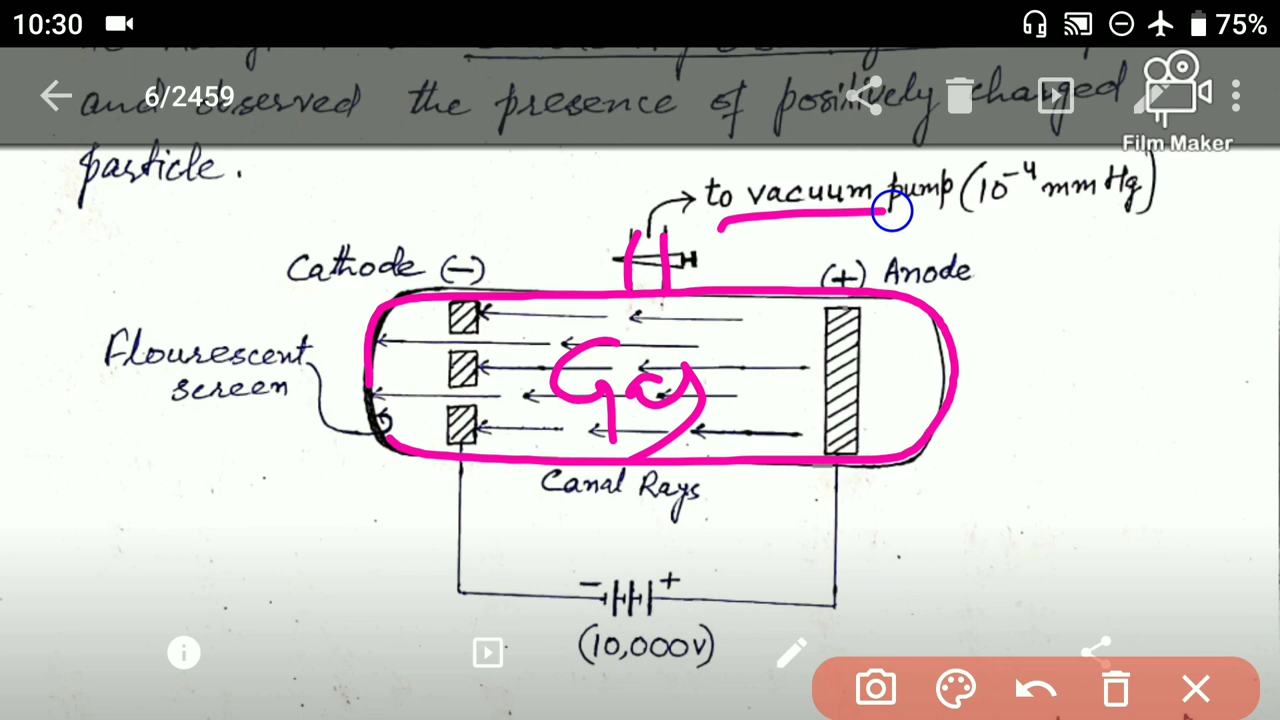 10:30 75%
6/2459
and observed the presence of positively charged
Film Maker
particle.
to vacuum pump (10⁻⁴ mm Hg)
Cathode (-) (+) Anode
Flourescent
screen
Gas
Canal Rays
- +
(10,000v)